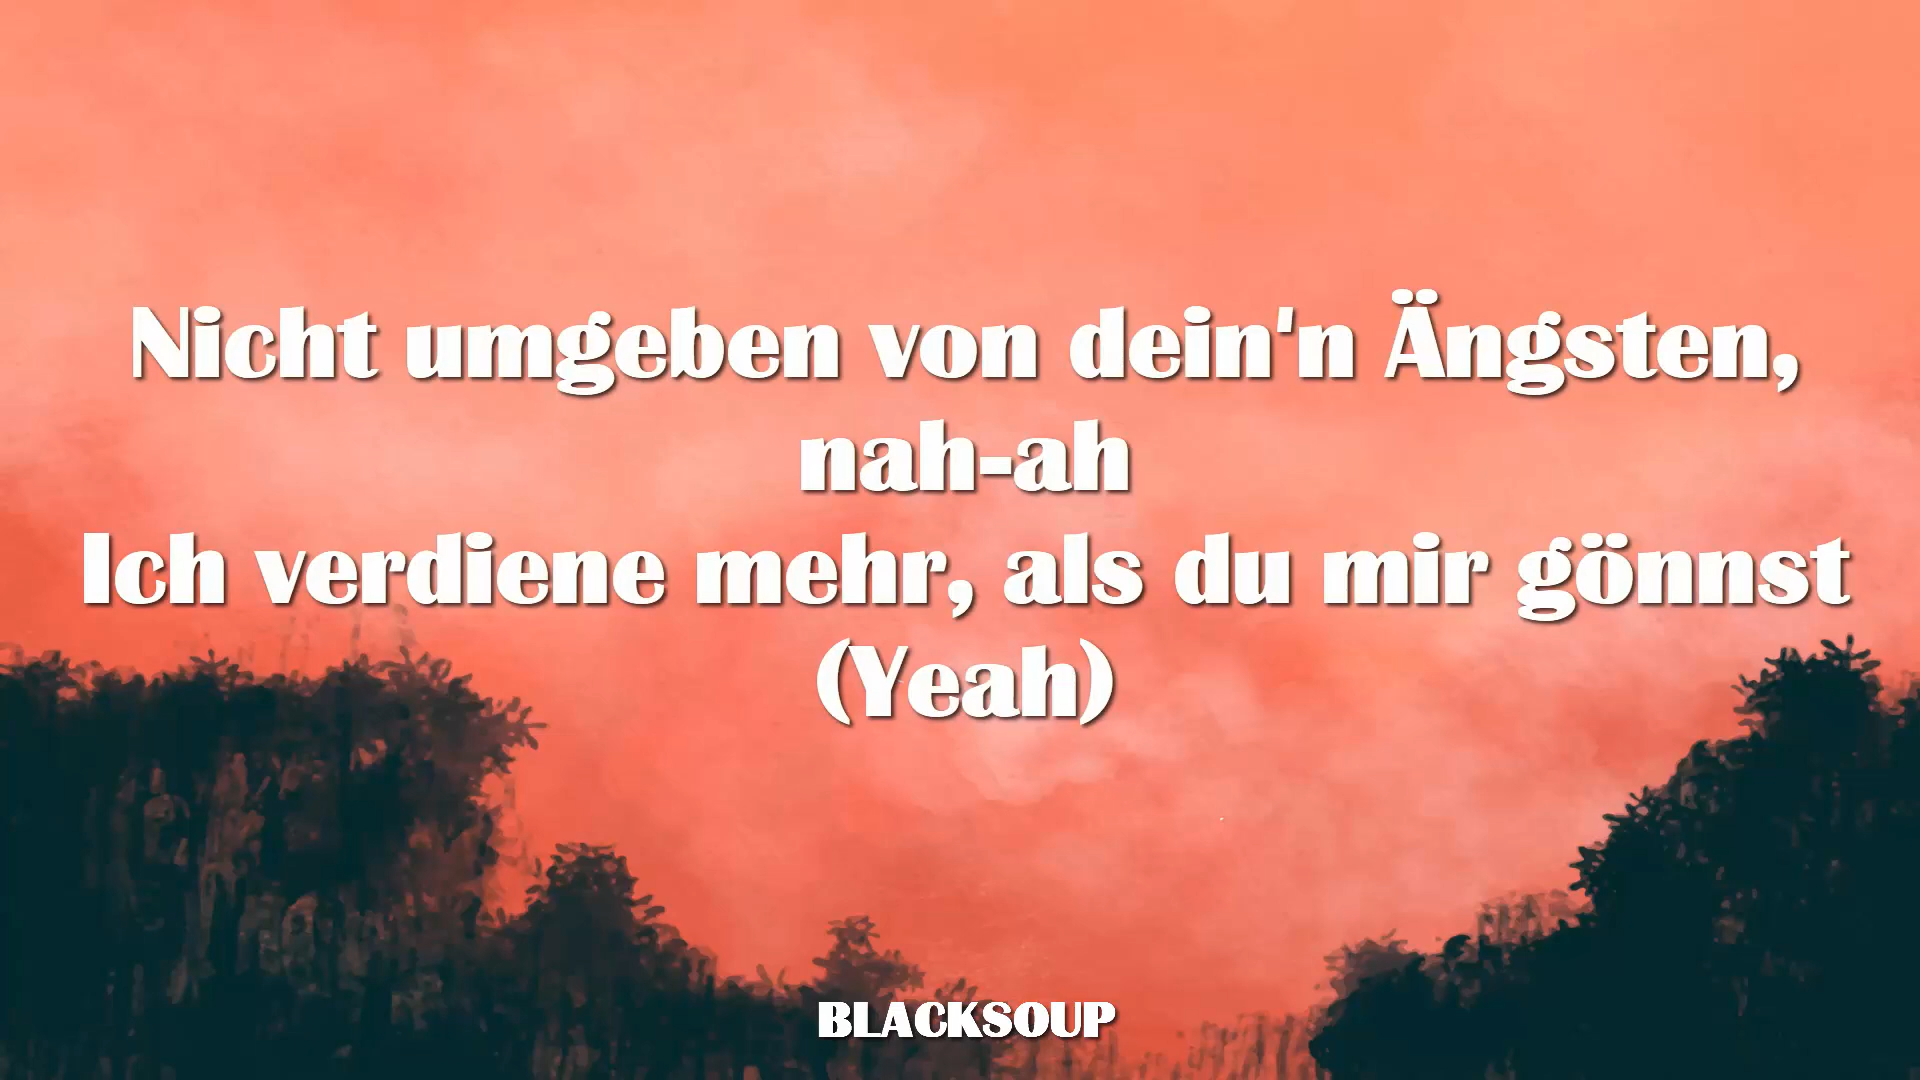 Nicht umgeben von dein'n Ängsten,
nah-ah
Ich verdiene mehr, als du mir gönnst
(Yeah)
BLACKSOUP